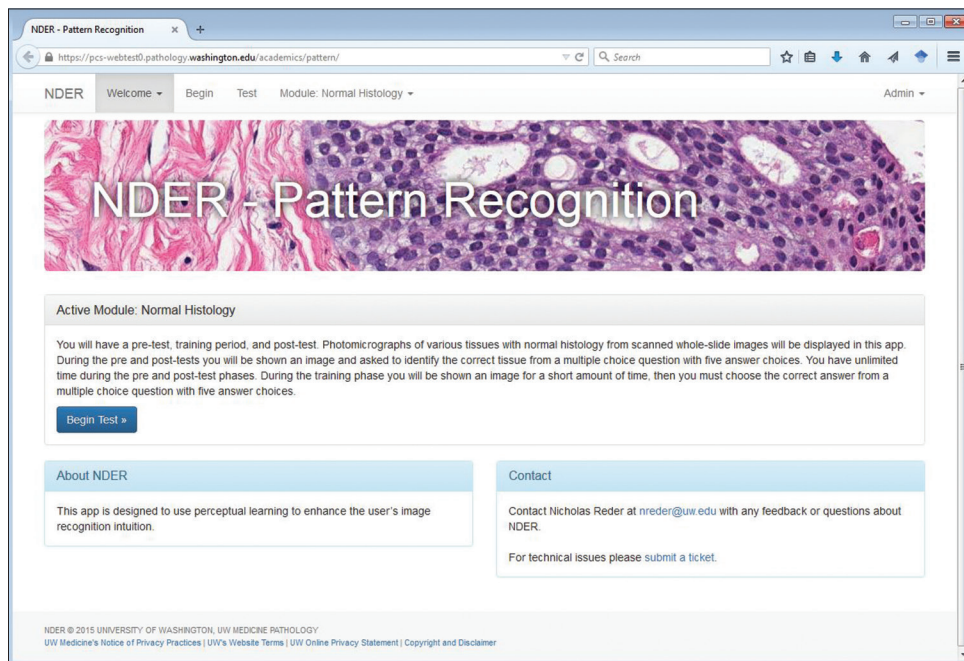 NDER - Pattern Recognition
https://pcs-webtest0.pathology.washington.edu/academics/pattern/
Search
NDER Welcome Begin Test Module: Normal Histology Admin
NDER - Pattern Recognition
Active Module: Normal Histology
You will have a pre-test, training period, and post-test. Photomicrographs of various tissues with normal histology from scanned whole-slide images will be displayed in this app.
During the pre and post-tests you will be shown an image and asked to identify the correct tissue from a multiple choice question with five answer choices. You have unlimited
time during the pre and post-test phases. During the training phase you will be shown an image for a short amount of time, then you must choose the correct answer from a
multiple choice question with five answer choices.
Begin Test »
About NDER
This app is designed to use perceptual learning to enhance the user's image
recognition intuition.
Contact
Contact Nicholas Reder at nreder@uw.edu with any feedback or questions about
NDER.
For technical issues please submit a ticket.
NDER © 2015 UNIVERSITY OF WASHINGTON, UW MEDICINE PATHOLOGY
UW Medicine's Notice of Privacy Practices | UW's Website Terms | UW Online Privacy Statement | Copyright and Disclaimer